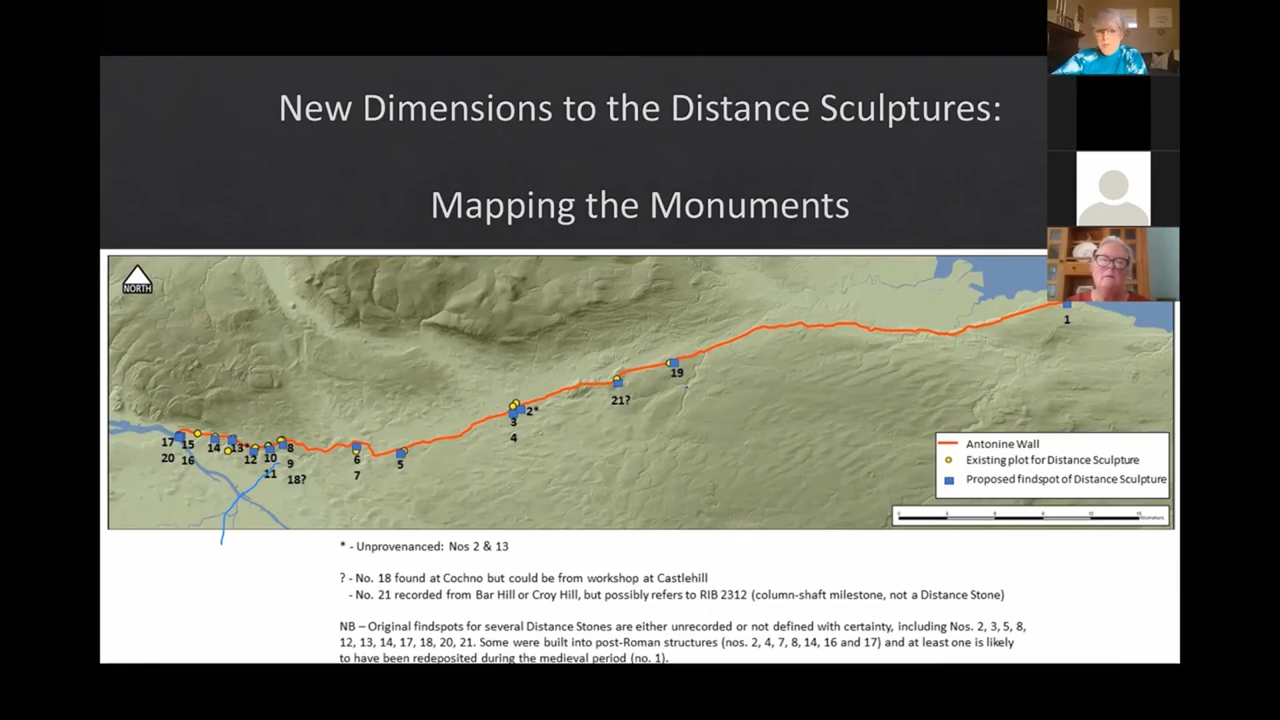 New Dimensions to the Distance Sculptures:
Mapping the Monuments
NORTH
1
19
21?
2*
3
4
17 15 14 13* 12 10 8 6 5
20 16 11 9 7
18?
Antonine Wall
Existing plot for Distance Sculpture
Proposed findspot of Distance Sculpture
* - Unprovenanced: Nos 2 & 13
? - No. 18 found at Cochno but could be from workshop at Castlehill
- No. 21 recorded from Bar Hill or Croy Hill, but possibly refers to RIB 2312 (column-shaft milestone, not a Distance Stone)
NB – Original findspots for several Distance Stones are either unrecorded or not defined with certainty, including Nos. 2, 3, 5, 8,
12, 13, 14, 17, 18, 20, 21. Some were built into post-Roman structures (nos. 2, 4, 7, 8, 14, 16 and 17) and at least one is likely
to have been redeposited during the medieval period (no. 1).